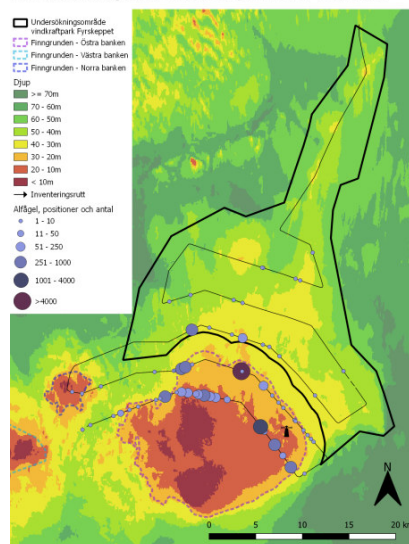 Undersökningsområde
vindkraftpark Fyrskeppet
Finngrunden - Östra banken
Finngrunden - Västra banken
Finngrunden - Norra banken
Djup
>= 70m
70 - 60m
60 - 50m
50 - 40m
40 - 30m
30 - 20m
20 - 10m
< 10m
Inventeringsrutt
Alfågel, positioner och antal
1 - 10
11 - 50
51 - 250
251 - 1000
1001 - 4000
>4000
N
0 5 10 15 20 km